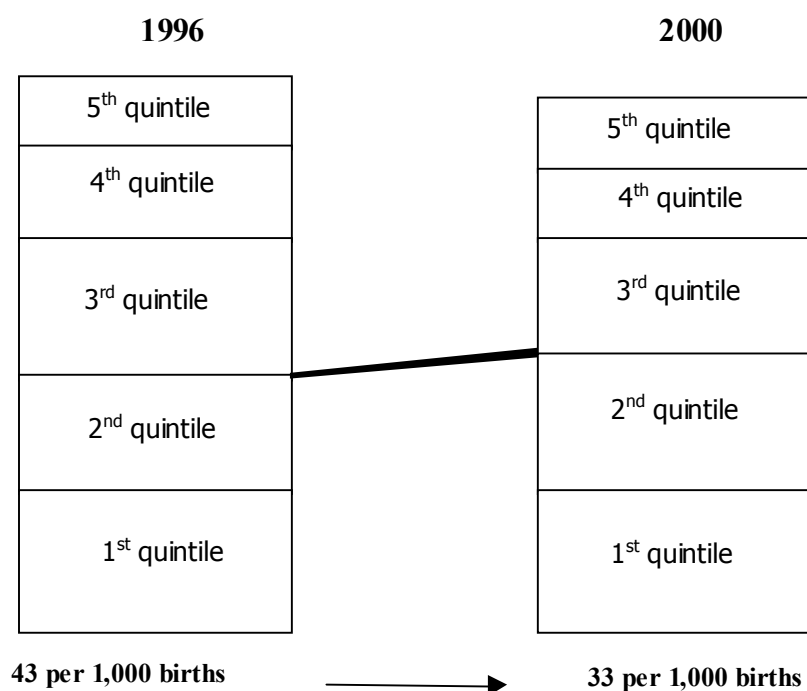 1996
2000
5th quintile
4th quintile
3rd quintile
2nd quintile
1st quintile
5th quintile
4th quintile
3rd quintile
2nd quintile
1st quintile
43 per 1,000 births
33 per 1,000 births